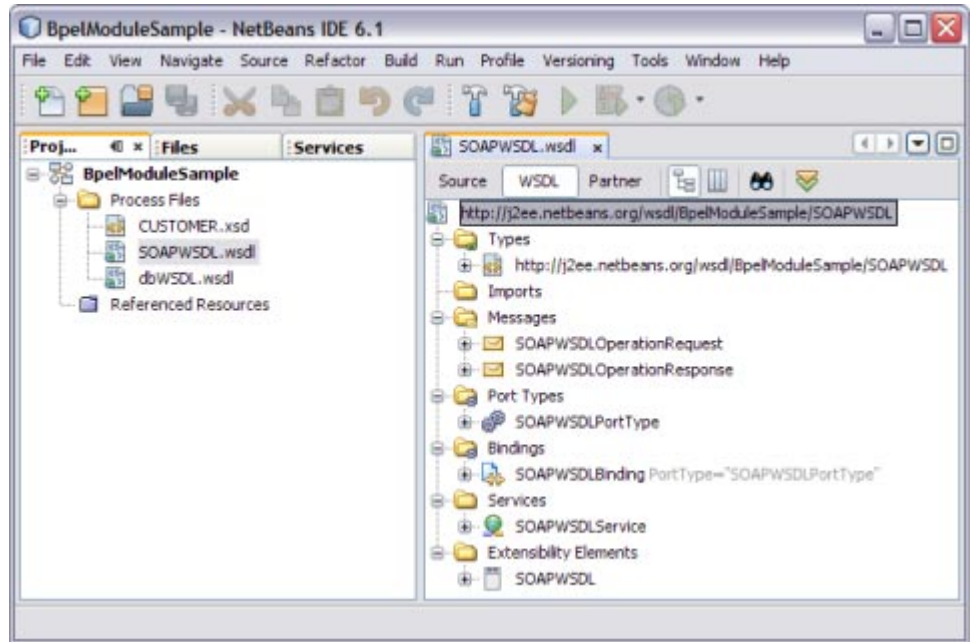 BpelModuleSample - NetBeans IDE 6.1
File Edit View Navigate Source Refactor Build Run Profile Versioning Tools Window Help
Proj... Files Services
BpelModuleSample
Process Files
CUSTOMER.xsd
SOAPWSDL.wsdl
dbWSDL.wsdl
Referenced Resources
SOAPWSDL.wsdl
Source WSDL Partner
http://j2ee.netbeans.org/wsdl/BpelModuleSample/SOAPWSDL
Types
http://j2ee.netbeans.org/wsdl/BpelModuleSample/SOAPWSDL
Imports
Messages
SOAPWSDLOperationRequest
SOAPWSDLOperationResponse
Port Types
SOAPWSDLPortType
Bindings
SOAPWSDLBinding PortType="SOAPWSDLPortType"
Services
SOAPWSDLService
Extensibility Elements
SOAPWSDL